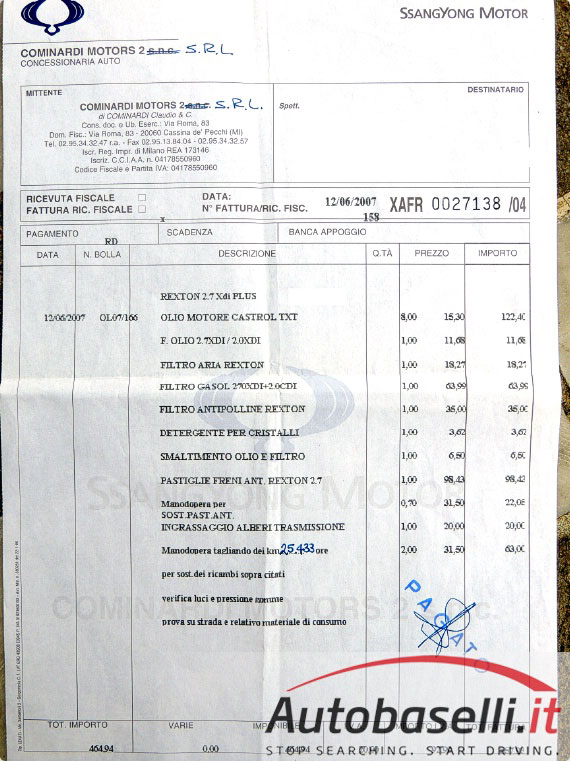 SSANGYONG MOTOR
COMINARDI MOTORS 2 s.n.c. S.R.L.
CONCESSIONARIA AUTO
MITTENTE
DESTINATARIO
COMINARDI MOTORS 2 s.n.c. S.R.L.
Spett.
di COMINARDI Claudio & C.
Cons. doc. e Ub. Eserc.: Via Roma, 83
Dom. Fisc.: Via Roma, 83 - 20060 Cassina de' Pecchi (MI)
Tel. 02.95.34.32.47 r.a. - Fax 02.95.13.84.04 - 02.95.34.32.57
Iscr. Reg. Impr. di Milano REA 173146
Iscriz. C.C.I.A.A. n. 04178550960
Codice Fiscale e Partita IVA: 04178550960
RICEVUTA FISCALE
DATA: 12/06/2007
XAFR 0027138 /04
FATTURA RIC. FISCALE
N° FATTURA/RIC. FISC. 158
x
PAGAMENTO RD SCADENZA BANCA APPOGGIO
DATA N. BOLLA DESCRIZIONE Q.TÀ PREZZO IMPORTO
REXTON 2.7 Xdi PLUS
12/06/2007 OL07/166 OLIO MOTORE CASTROL TXT 8,00 15,30 122,40
F. OLIO 2.7XDI / 2.0XDI 1,00 11,68 11,68
FILTRO ARIA REXTON 1,00 18,27 18,27
FILTRO GASOL 270XDI+2.0CDI 1,00 63,99 63,99
FILTRO ANTIPOLLINE REXTON 1,00 35,00 35,00
DETERGENTE PER CRISTALLI 1,00 3,62 3,62
SMALTIMENTO OLIO E FILTRO 1,00 6,50 6,50
PASTIGLIE FRENI ANT. REXTON 2.7 1,00 98,43 98,42
Manodopera per 0,70 31,50 22,05
SOST.PAST.ANT.
INGRASSAGGIO ALBERI TRASMISSIONE 1,00 20,00 20,00
Manodopera tagliando dei km 25.433 ore 2,00 31,50 63,00
per sost.dei ricambi sopra citati
verifica luci e pressione gomme
prova su strada e relativo materiale di consumo
PAGATO
SSANGYONG MOTOR
COMINARDI MOTORS 2 s.n.c.
TOT. IMPORTO VARIE
464,94 0,00 464,94
Autobaselli.it
STOP SEARCHING. START DRIVING.